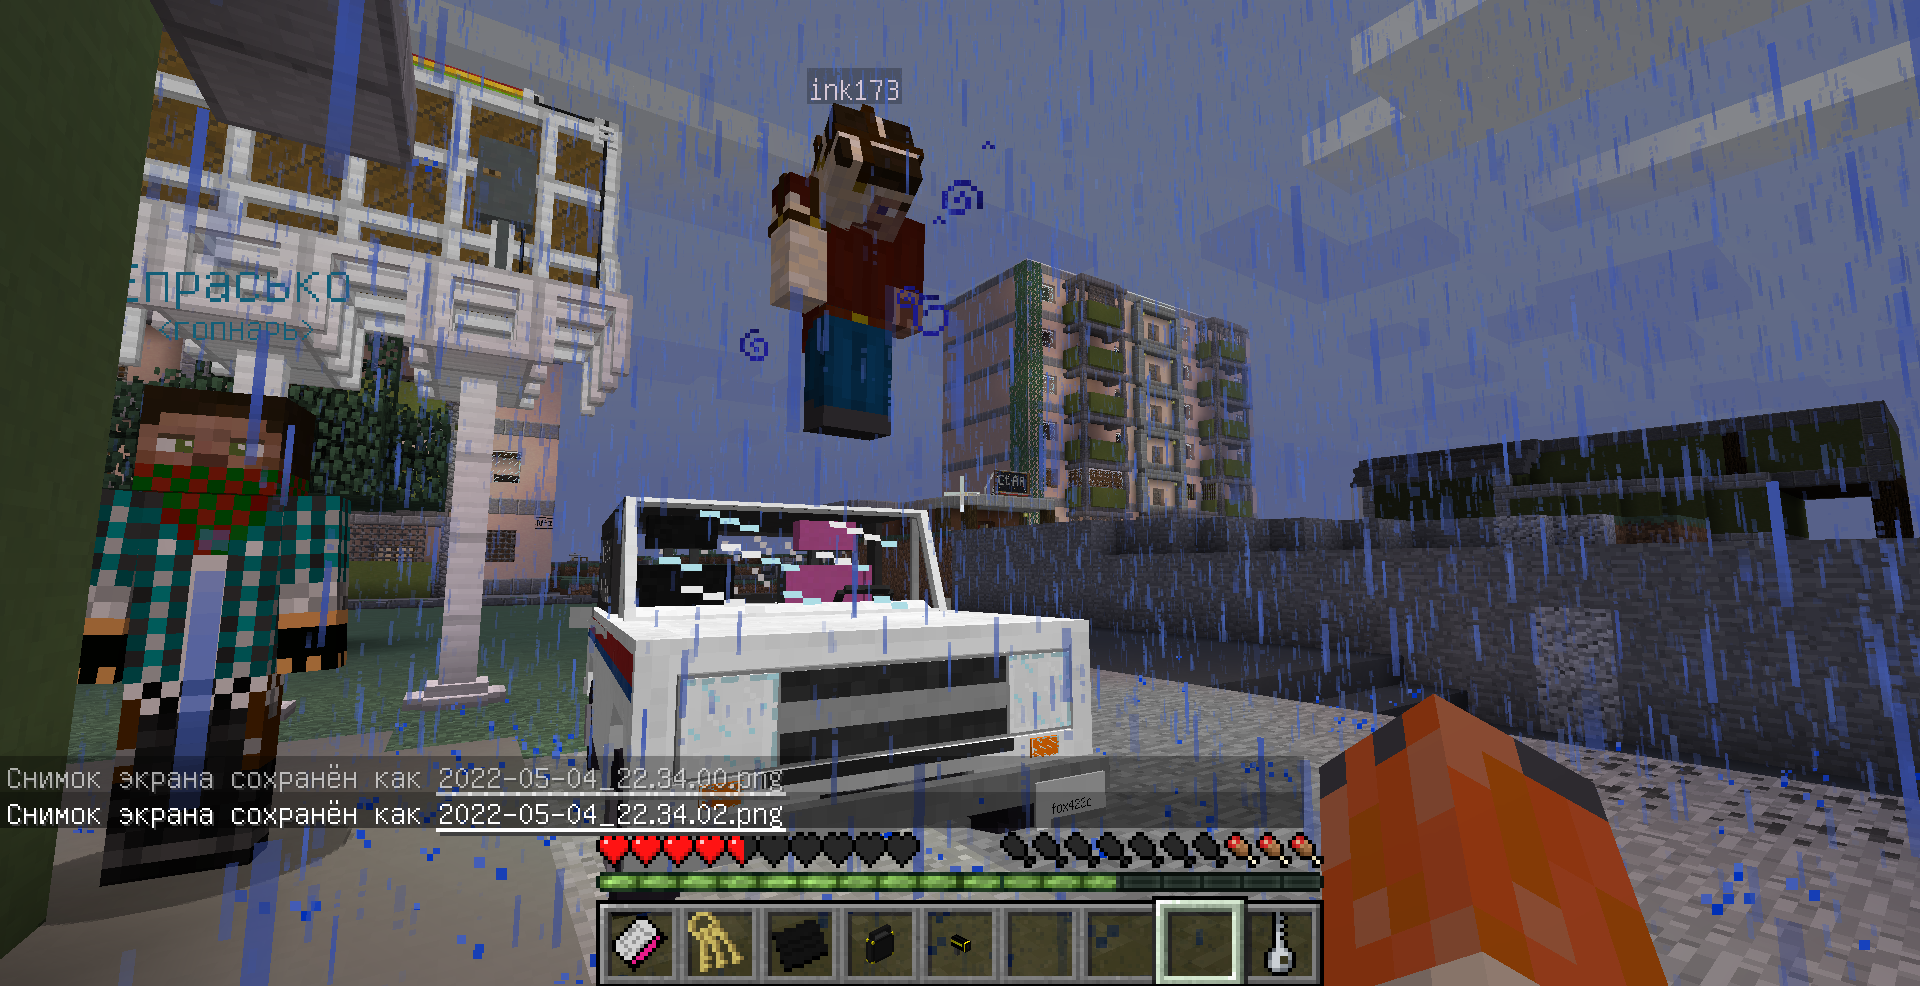 ink173
Епрасько
<гопнарь>
Снимок экрана сохранён как 2022-05-04_22.34.00.png
Снимок экрана сохранён как 2022-05-04_22.34.02.png